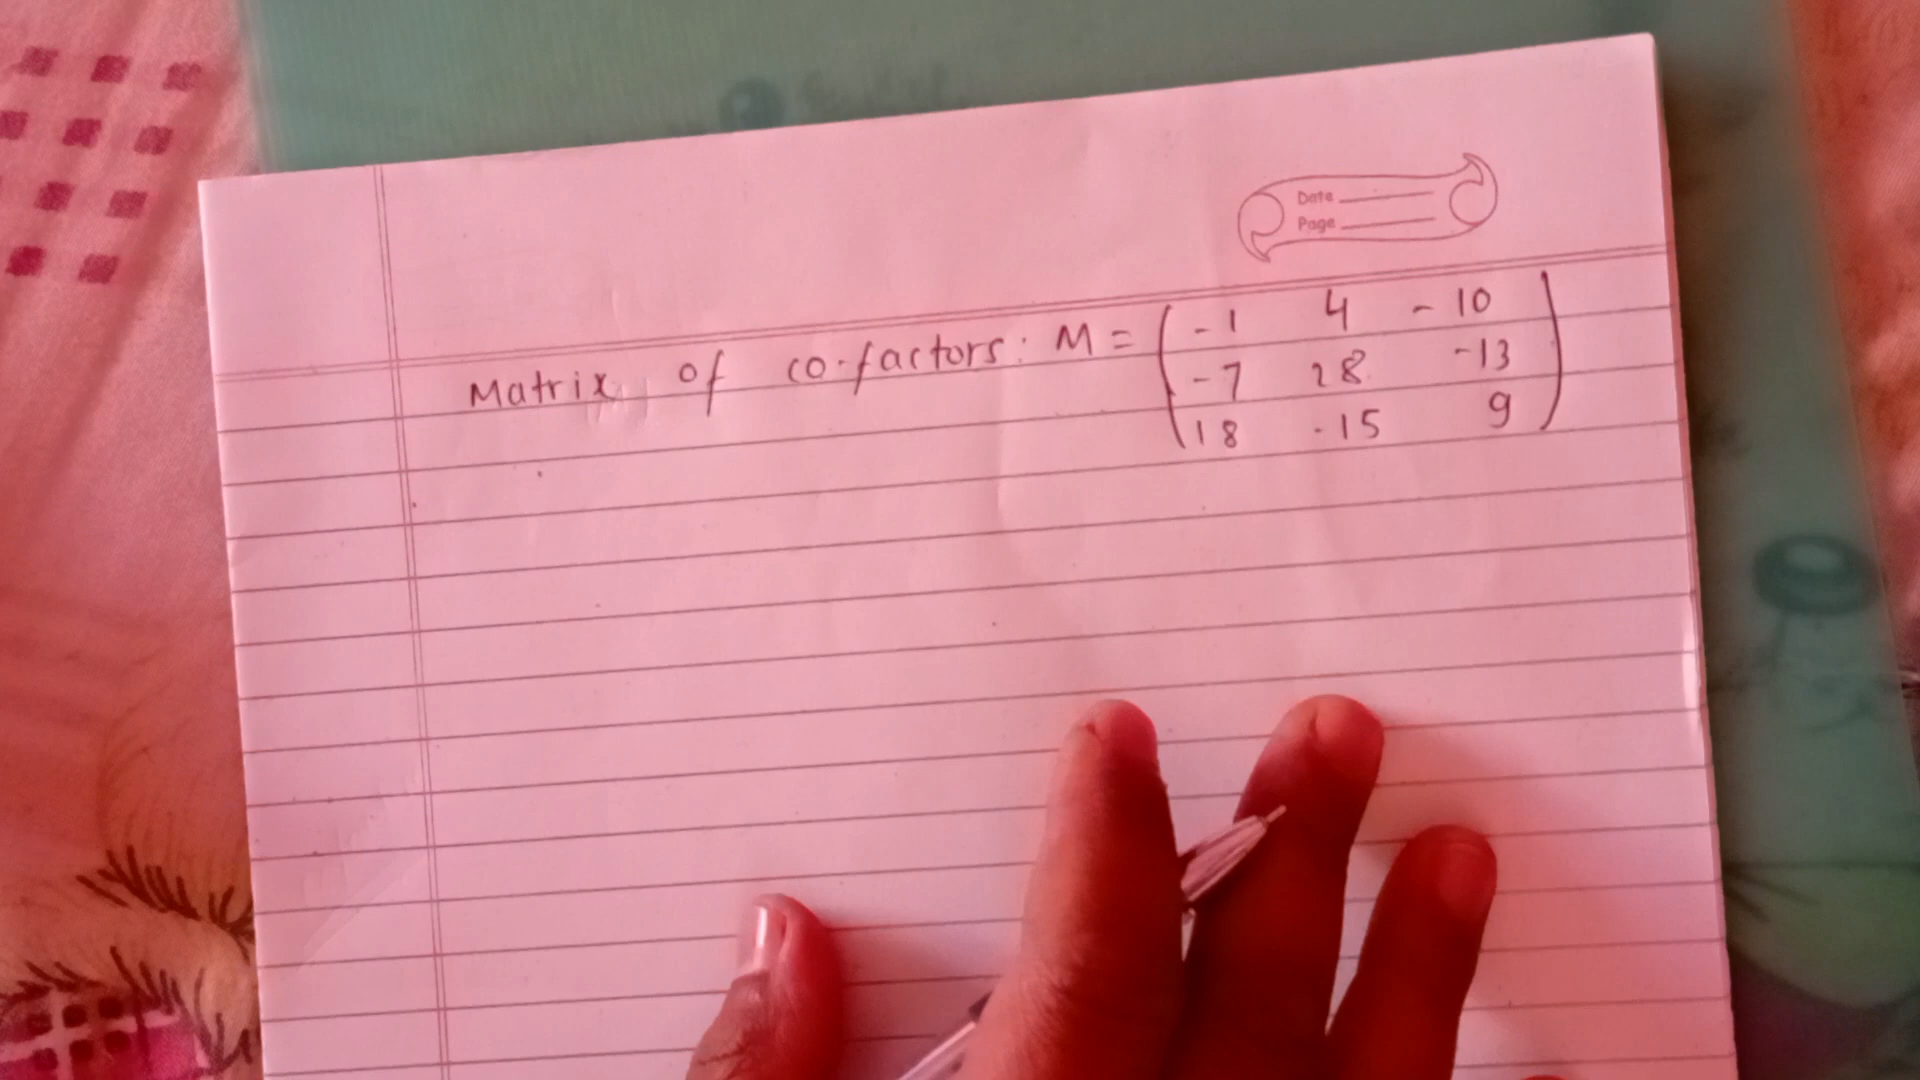 Date
Page
Matrix of co-factors: M = ( -1 4 -10
-7 28 -13
18 -15 9 )